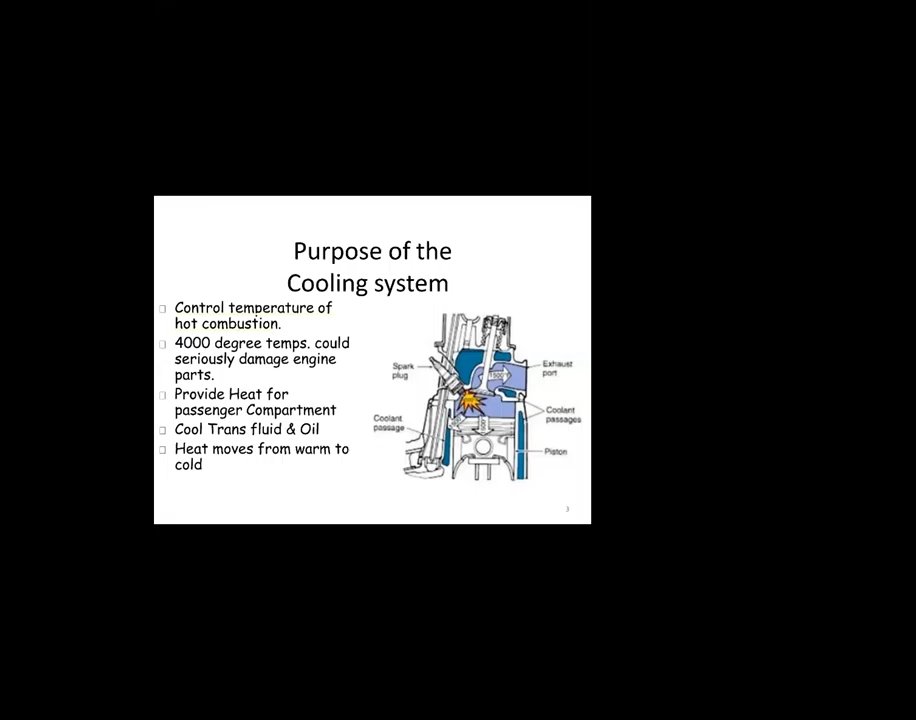 Purpose of the
Cooling system
Control temperature of
hot combustion.
4000 degree temps. could
seriously damage engine
parts.
Provide Heat for
passenger Compartment
Cool Trans fluid & Oil
Heat moves from warm to
cold
Spark
plug
Exhaust
port
Coolant
passage
Coolant
passages
Piston
3